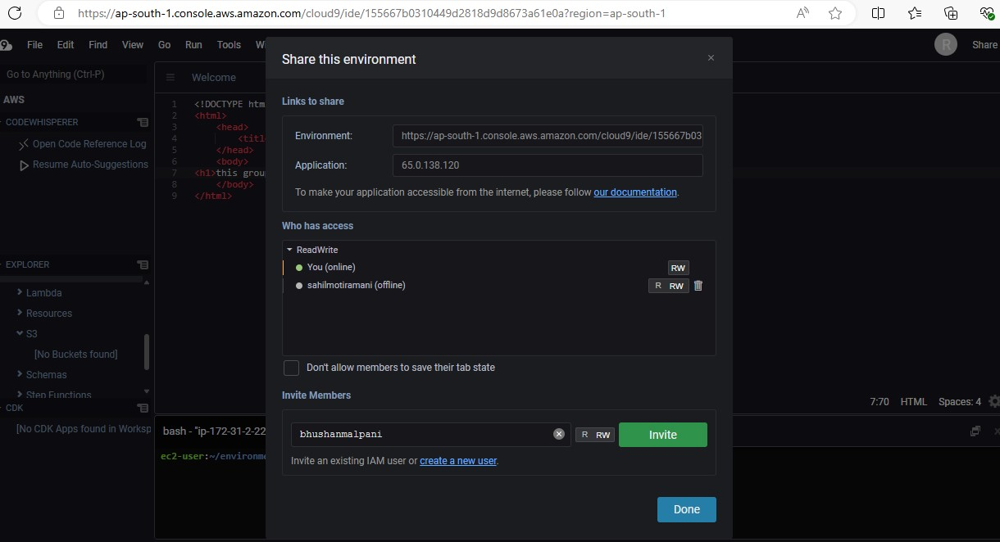 https://ap-south-1.console.aws.amazon.com/cloud9/ide/155667b0310449d2818d9d8673a61e0a?region=ap-south-1
9 File Edit Find View Go Run Tools Wi R Share
Go to Anything (Ctrl-P)
AWS
CODEWHISPERER
Open Code Reference Log
Resume Auto-Suggestions
EXPLORER
Lambda
Resources
S3
[No Buckets found]
Schemas
Step Functions
CDK
[No CDK Apps found in Worksp
Welcome
1 <!DOCTYPE htm
2 <html>
3 <head>
4 <titl
5 </head>
6 <body>
7 <h1>this grou
8 </body>
9 </html>
7:70 HTML Spaces: 4
bash - "ip-172-31-2-22
ec2-user:~/environme
Share this environment
Links to share
Environment: https://ap-south-1.console.aws.amazon.com/cloud9/ide/155667b03
Application: 65.0.138.120
To make your application accessible from the internet, please follow our documentation.
Who has access
ReadWrite
You (online) RW
sahilmotiramani (offline) R RW
Don't allow members to save their tab state
Invite Members
bhushanmalpani R RW Invite
Invite an existing IAM user or create a new user.
Done